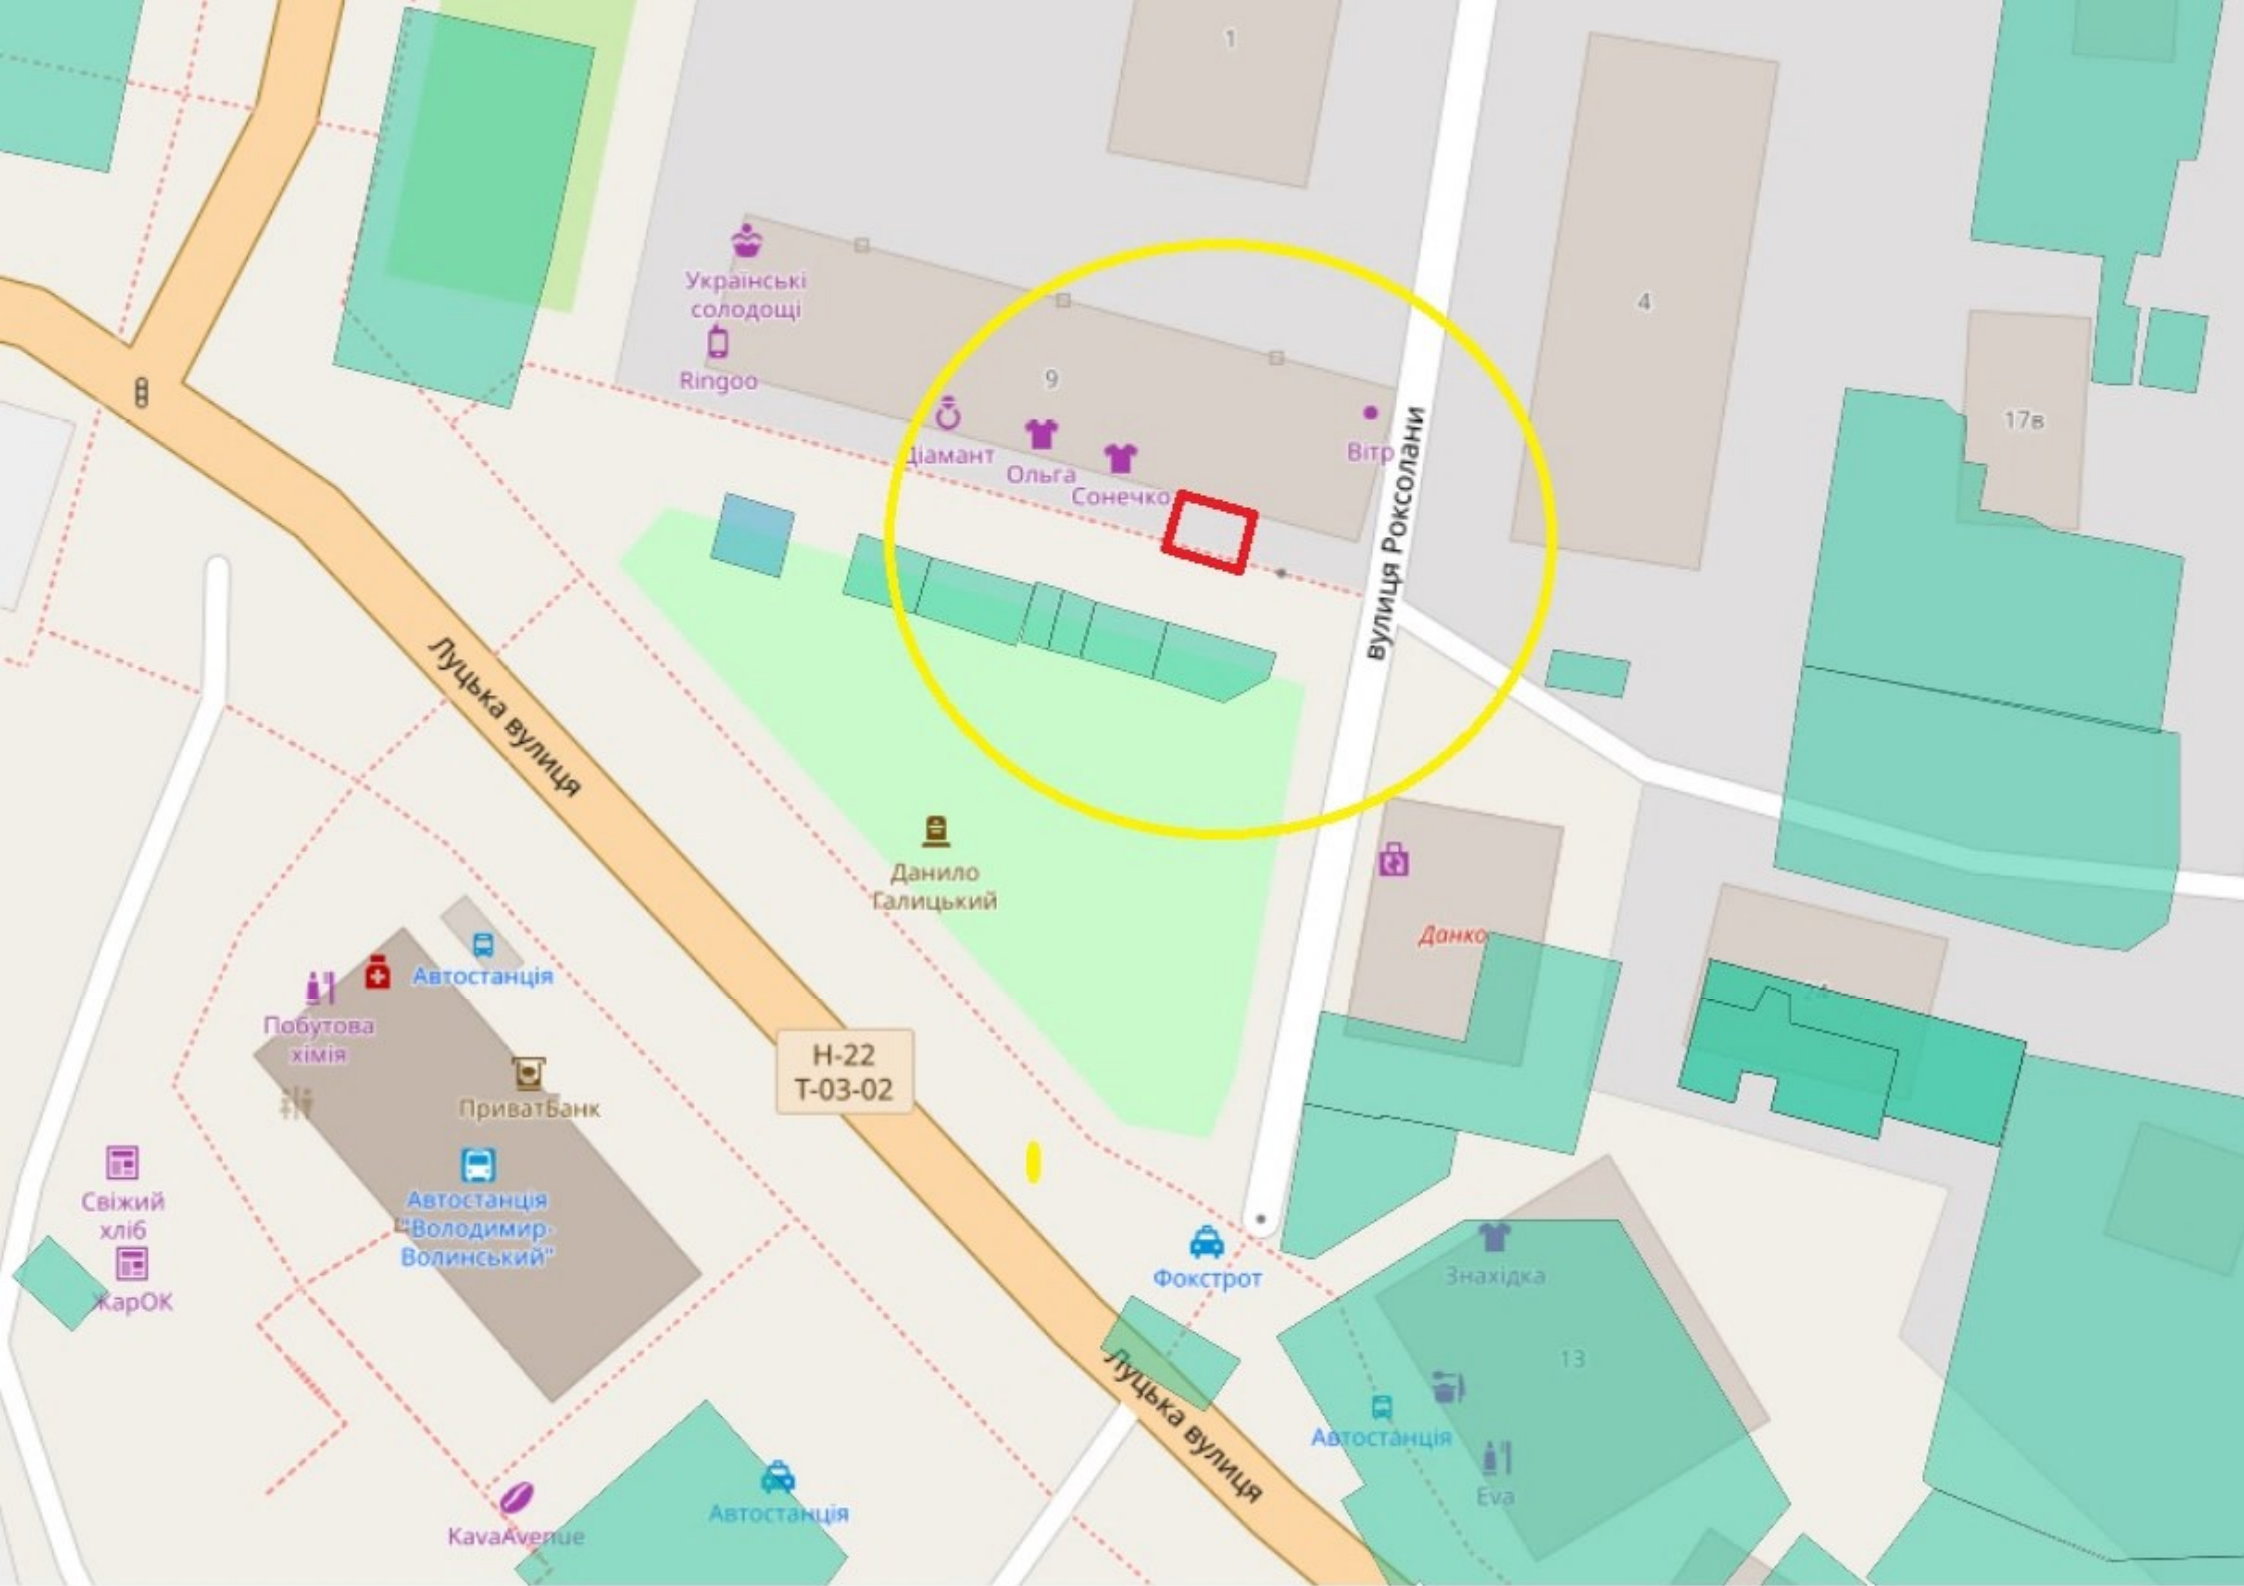 1
4
Українські
солодощі
Ringoo
9
Діамант
Ольга
Сонечко
Вітр
17в
вулиця Роксолани
Луцька вулиця
Данило
Галицький
Данко
Автостанція
Побутова
хімія
ПриватБанк
Н-22
Т-03-02
Свіжий
хліб
ЖарОК
Автостанція
"Володимир-
Волинський"
Фокстрот
Знахідка
13
Луцька вулиця
Автостанція
Eva
Автостанція
KavaAvenue